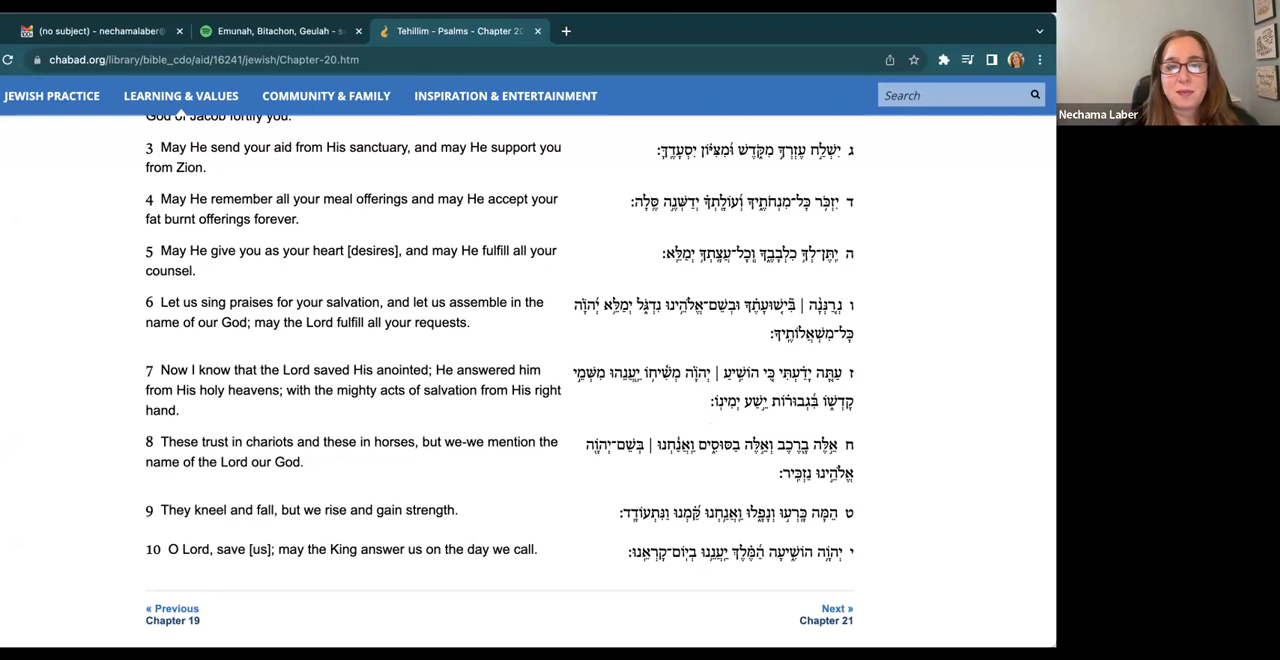 (no subject) - nechamalaber@
Emunah, Bitachon, Geulah - s
Tehillim - Psalms - Chapter 20
chabad.org/library/bible_cdo/aid/16241/jewish/Chapter-20.htm
JEWISH PRACTICE LEARNING & VALUES COMMUNITY & FAMILY INSPIRATION & ENTERTAINMENT Search
Nechama Laber
God of Jacob fortify you.
3 May He send your aid from His sanctuary, and may He support you
from Zion.
ג יִשְׁלַ֣ח עֶזְרְךָ֣ מִקֹּ֑דֶשׁ וּ֝מִצִּיּ֗וֹן יִסְעָדֶֽךָּ:
4 May He remember all your meal offerings and may He accept your
fat burnt offerings forever.
ד יִזְכֹּ֥ר כָּל־מִנְחֹתֶ֑יךָ וְ֜עוֹלָֽתְךָ֗ יְדַשְּׁנֶ֥ה סֶּֽלָה:
5 May He give you as your heart [desires], and may He fulfill all your
counsel.
ה יִתֶּן־לְךָ֥ כִלְבָבֶ֑ךָ וְכָל־עֲצָֽתְךָ֥ יְמַלֵּֽא:
6 Let us sing praises for your salvation, and let us assemble in the
name of our God; may the Lord fulfill all your requests.
ו נְרַנְּנָ֚ה | בִּ֘ישׁ֚וּעָתֶ֗ךָ וּבְשֵׁם־אֱלֹהֵ֥ינוּ נִדְגֹּ֑ל יְמַלֵּ֥א יְ֜הֹוָ֗ה
כָּל־מִשְׁאֲלוֹתֶֽיךָ:
7 Now I know that the Lord saved His anointed; He answered him
from His holy heavens; with the mighty acts of salvation from His right
hand.
ז עַתָּ֚ה יָדַ֗עְתִּי כִּ֚י הוֹשִׁ֥יעַ | יְהֹוָ֗ה מְשִׁ֫יח֥וֹ יַֽ֖עֲנֵהוּ מִשְּׁמֵ֣י
קָדְשׁ֑וֹ בִּ֜גְבוּר֗וֹת יֵ֣שַׁע יְמִינֽוֹ:
8 These trust in chariots and these in horses, but we-we mention the
name of the Lord our God.
ח אֵ֣לֶּה בָ֖רֶכֶב וְאֵ֣לֶּה בַסּוּסִ֑ים וַֽאֲנַ֓חְנוּ | בְּשֵׁם־יְהֹוָ֖ה
אֱלֹהֵ֣ינוּ נַזְכִּֽיר:
9 They kneel and fall, but we rise and gain strength.
ט הֵמָּה כָּֽרְע֣וּ וְנָפָ֑לוּ וַֽאֲנַ֥חְנוּ קַּ֜֗מְנוּ וַנִּתְעוֹדָֽד:
10 O Lord, save [us]; may the King answer us on the day we call.
י יְהֹוָ֥ה הוֹשִׁ֑יעָה הַ֜מֶּ֗לֶךְ יַֽעֲנֵ֥נוּ בְיֽוֹם־קָרְאֵֽנוּ:
« Previous
Chapter 19
Next »
Chapter 21